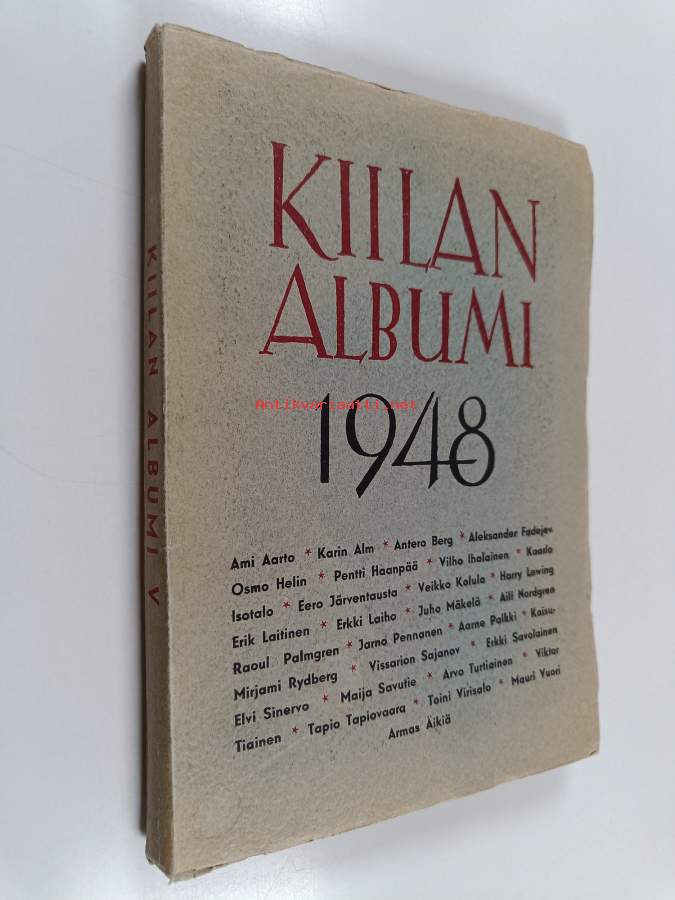 KIILAN
ALBUMI
1948
Antikvariaatti.net
Ami Aarto * Karin Alm * Antero Berg * Aleksander Fadejev
Osmo Helin * Pentti Haanpää * Vilho Ihalainen * Kaarlo
Isotalo * Eero Järventausta * Veikko Kolula * Harry Lewing
Erik Laitinen * Erkki Laiho * Juho Mäkelä * Aili Nordgren
Raoul Palmgren * Jarno Pennanen * Aarne Palkki * Kaisu-
Mirjami Rydberg * Vissarion Sajanov * Erkki Savolainen
Elvi Sinervo * Maija Savutie * Arvo Turtiainen * Viktor
Tiainen * Tapio Tapiovaara * Toini Virisalo * Mauri Vuori
Armas Äikiä
KIILAN ALBUMI V